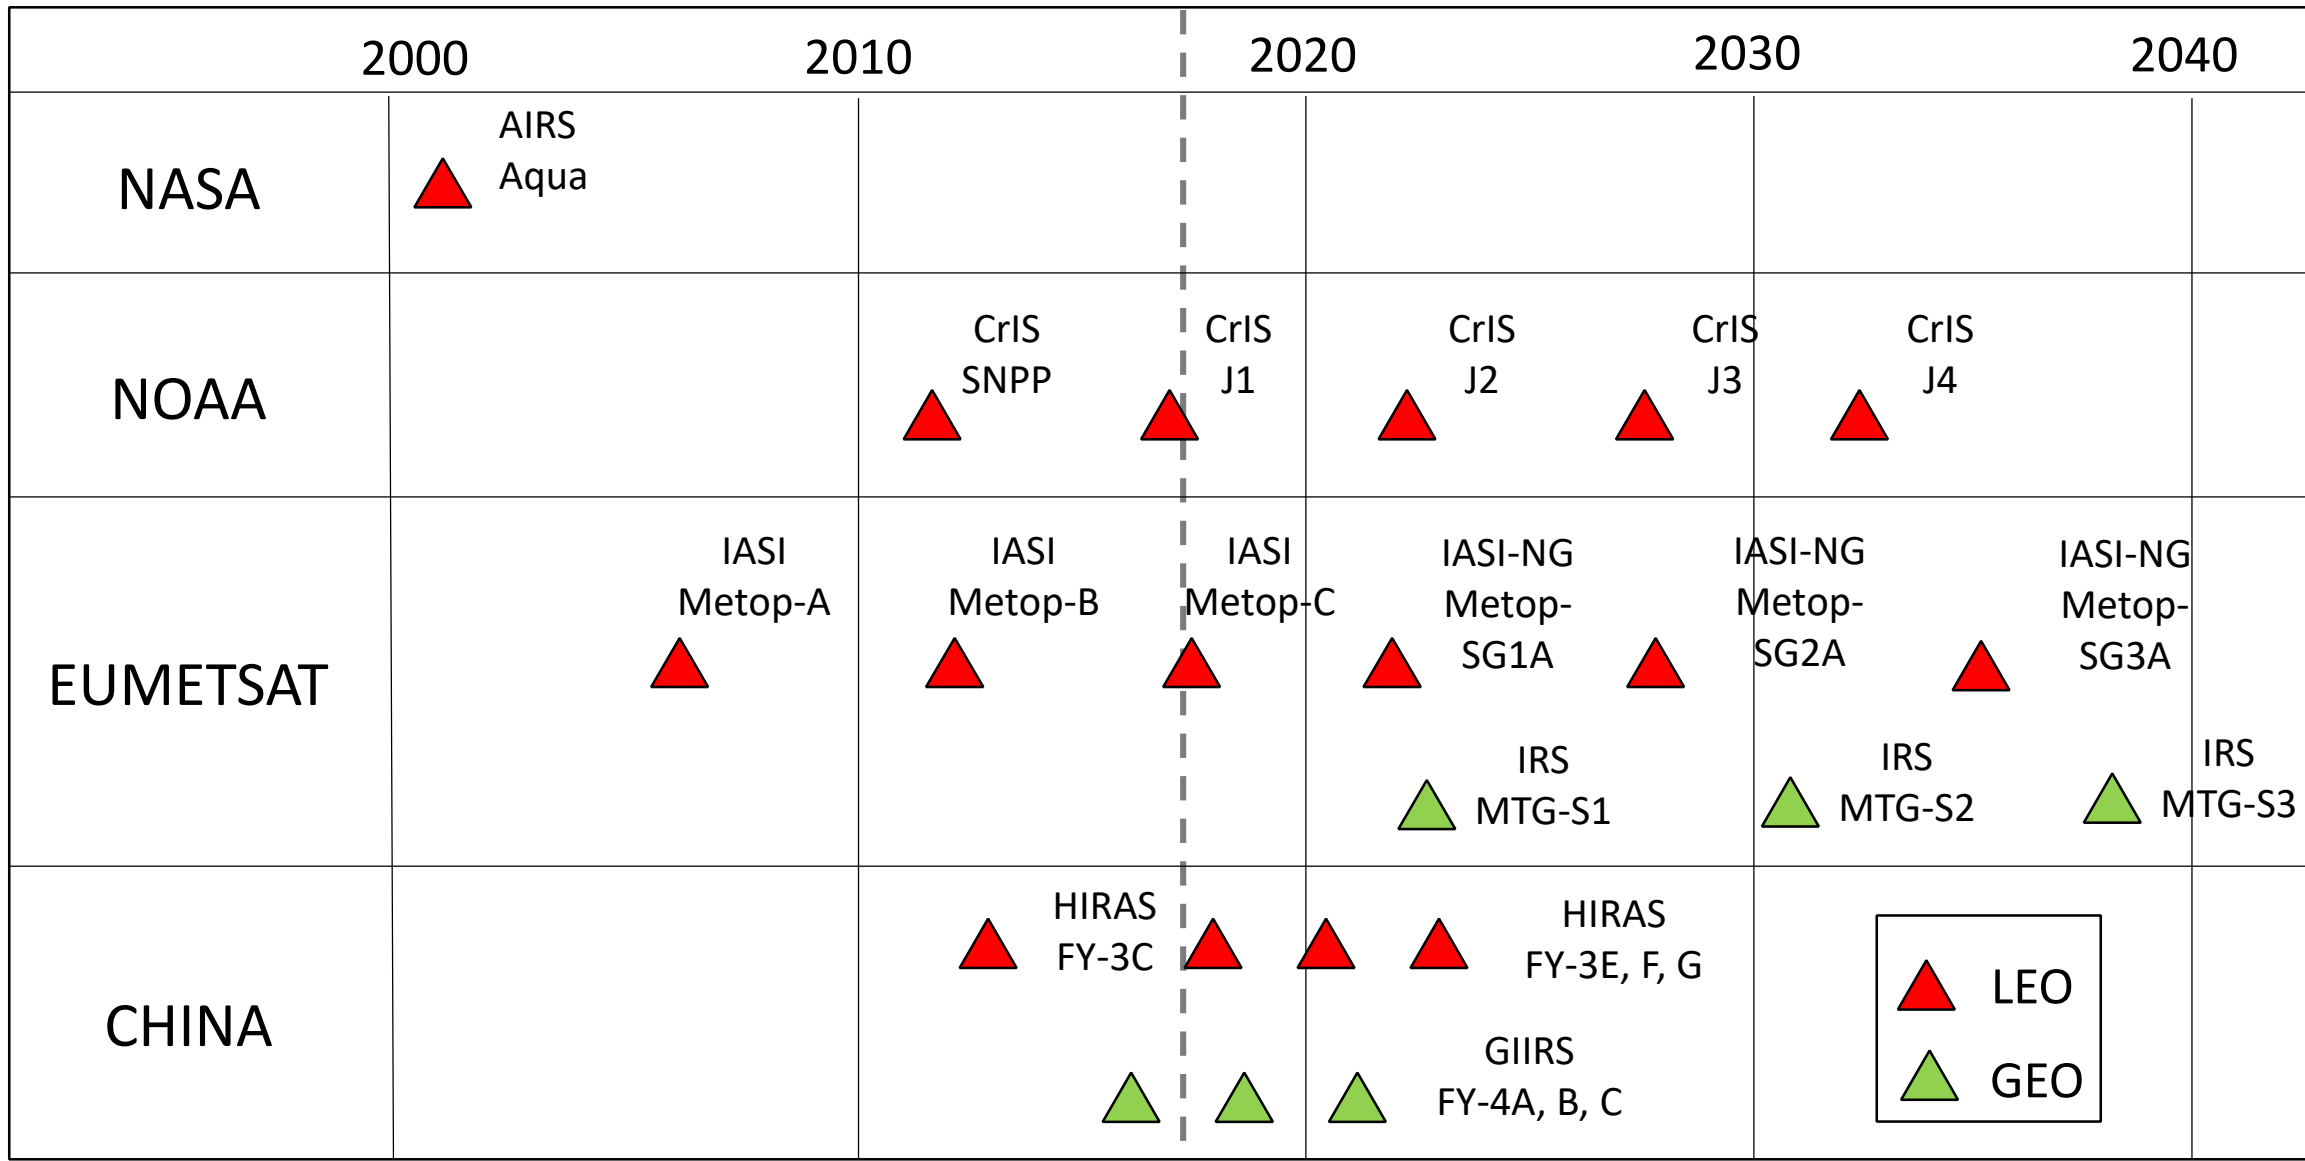 2000 2010 2020 2030 2040
NASA
AIRS
Aqua
NOAA
CrIS
SNPP
CrIS
J1
CrIS
J2
CrIS
J3
CrIS
J4
EUMETSAT
IASI
Metop-A
IASI
Metop-B
IASI
Metop-C
IASI-NG
Metop-
SG1A
IASI-NG
Metop-
SG2A
IASI-NG
Metop-
SG3A
IRS
MTG-S1
IRS
MTG-S2
IRS
MTG-S3
CHINA
HIRAS
FY-3C
HIRAS
FY-3E, F, G
GIIRS
FY-4A, B, C
LEO
GEO